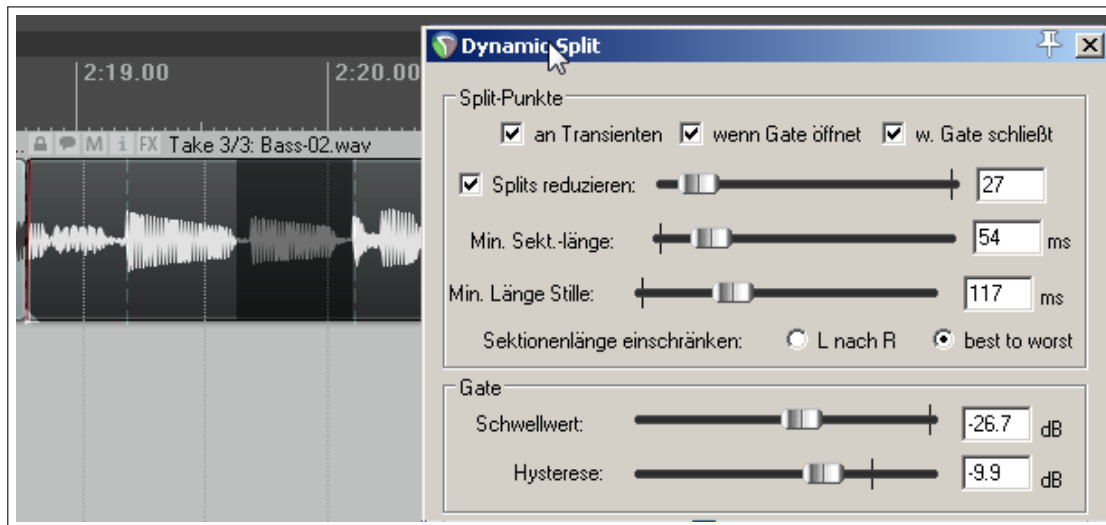 2:19.00
2:20.00
.. M i FX Take 3/3: Bass-02.wav
Dynamic Split
Split-Punkte
an Transienten
wenn Gate öffnet
w. Gate schließt
Splits reduzieren: 27
Min. Sekt.-länge: 54 ms
Min. Länge Stille: 117 ms
Sektionenlänge einschränken: L nach R best to worst
Gate
Schwellwert: -26.7 dB
Hysterese: -9.9 dB